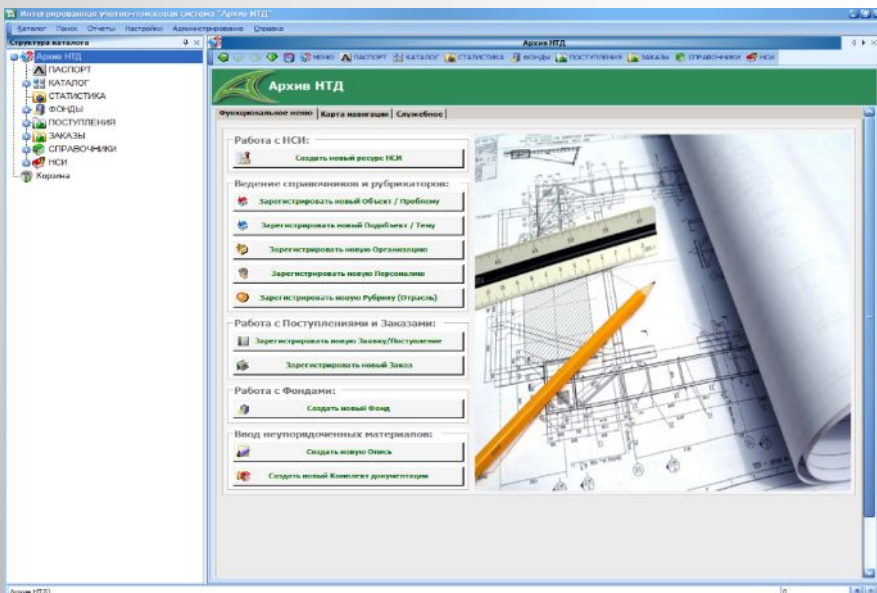 Интегрированная учетно-поисковая система "Архив НТД"
Каталог Поиск Отчеты Настройки Администрирование Справка
Структура каталога
Архив НТД
ПАСПОРТ
КАТАЛОГ
СТАТИСТИКА
ФОНДЫ
ПОСТУПЛЕНИЯ
ЗАКАЗЫ
СПРАВОЧНИКИ
НСИ
Корзина
Архив НТД
МЕНЮ ПАСПОРТ КАТАЛОГ СТАТИСТИКА ФОНДЫ ПОСТУПЛЕНИЯ ЗАКАЗЫ СПРАВОЧНИКИ НСИ
Архив НТД
Функциональное меню Карта навигации Служебное
Работа с НСИ:
Создать новый ресурс НСИ
Ведение справочников и рубрикаторов:
Зарегистрировать новый Объект / Проблему
Зарегистрировать новый Подобъект / Тему
Зарегистрировать новую Организацию
Зарегистрировать новую Персоналию
Зарегистрировать новую Рубрику (Отрасль)
Работа с Поступлениями и Заказами:
Зарегистрировать новую Заявку/Поступление
Зарегистрировать новый Заказ
Работа с Фондами:
Создать новый Фонд
Ввод неупорядоченных материалов:
Создать новую Опись
Создать новый Комплект документации
Архив НТД)
0